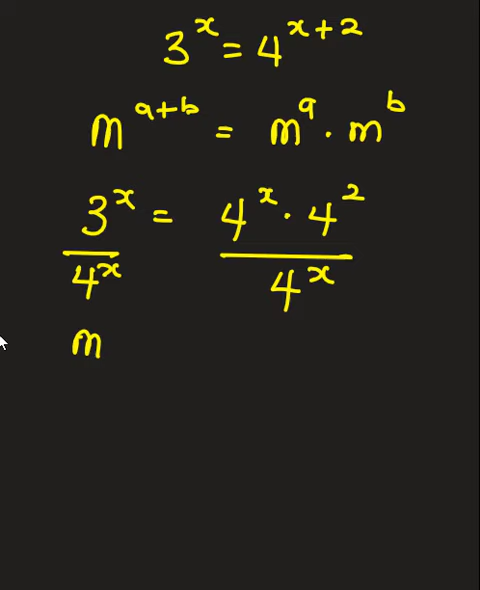 3^x = 4^{x+2}
m^{a+b} = m^a · m^b
3^x/4^x = 4^x · 4^2/4^x
m